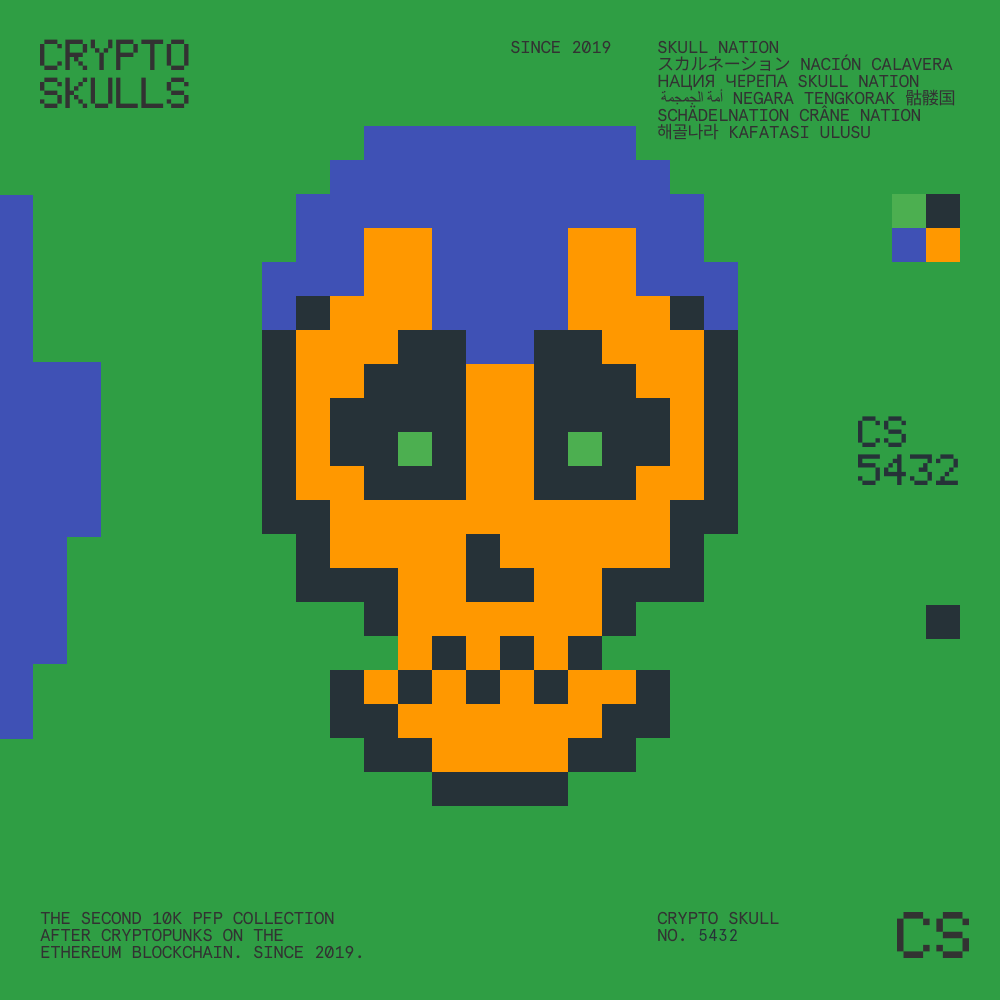 CRYPTO
SKULLS
SINCE 2019
SKULL NATION
スカルネーション NACIÓN CALAVERA
НАЦИЯ ЧЕРЕПА SKULL NATION
أمة الجمجمة NEGARA TENGKORAK 骷髅国
SCHÄDELNATION CRÂNE NATION
해골나라 KAFATASI ULUSU
CS
5432
THE SECOND 10K PFP COLLECTION
AFTER CRYPTOPUNKS ON THE
ETHEREUM BLOCKCHAIN. SINCE 2019.
CRYPTO SKULL
NO. 5432
CS